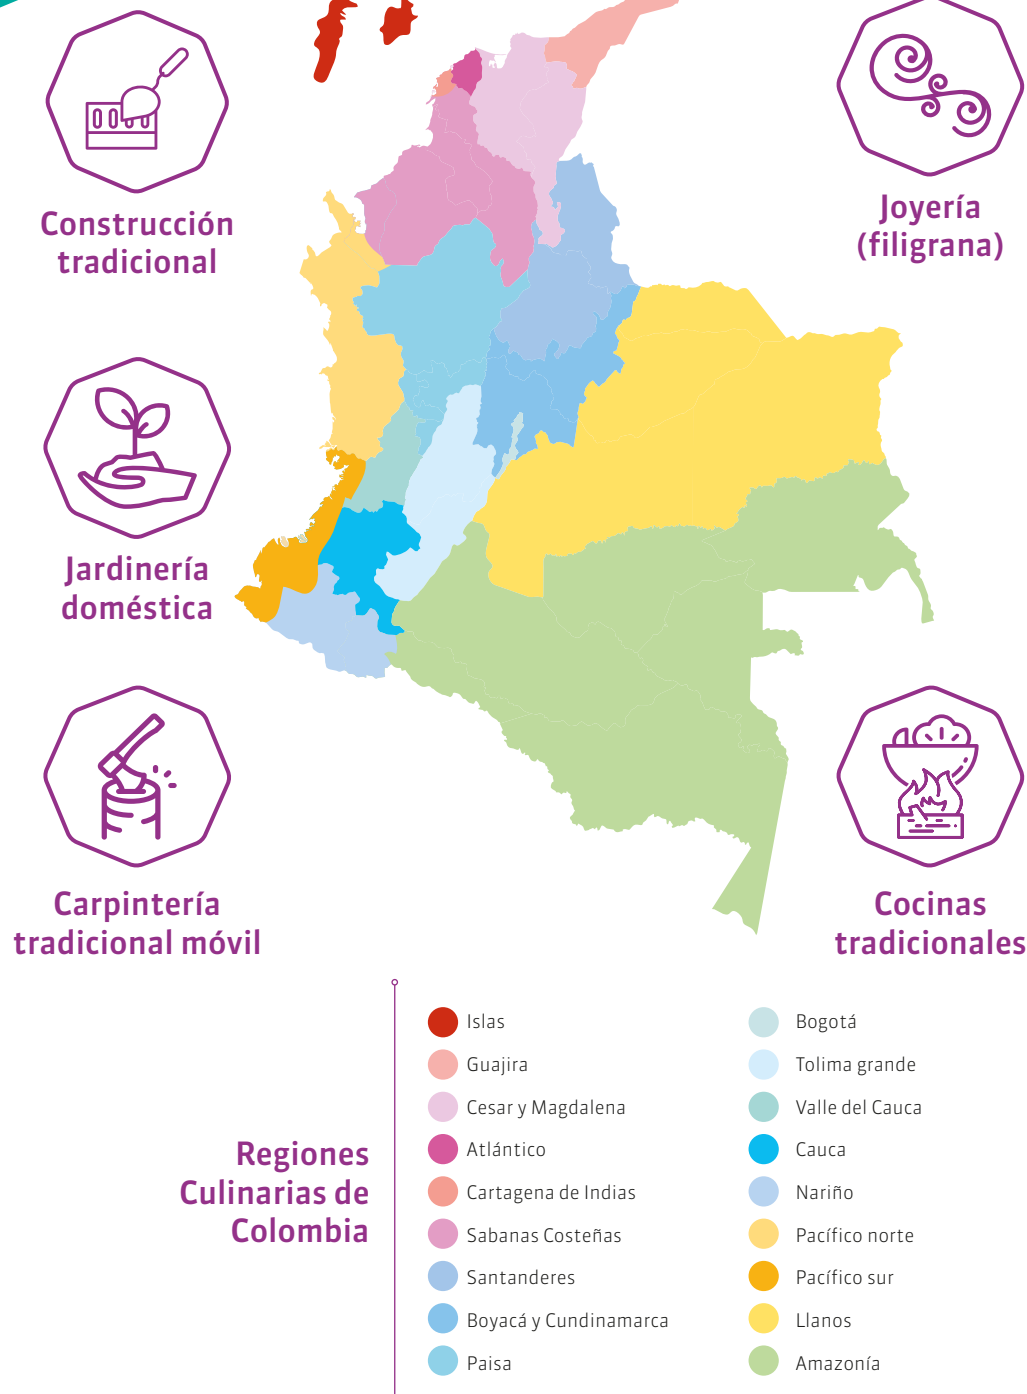 Construcción
tradicional
Joyería
(filigrana)
Jardinería
doméstica
Carpintería
tradicional móvil
Cocinas
tradicionales
Regiones
Culinarias de
Colombia
Islas
Guajira
Cesar y Magdalena
Atlántico
Cartagena de Indias
Sabanas Costeñas
Santanderes
Boyacá y Cundinamarca
Paisa
Bogotá
Tolima grande
Valle del Cauca
Cauca
Nariño
Pacífico norte
Pacífico sur
Llanos
Amazonía